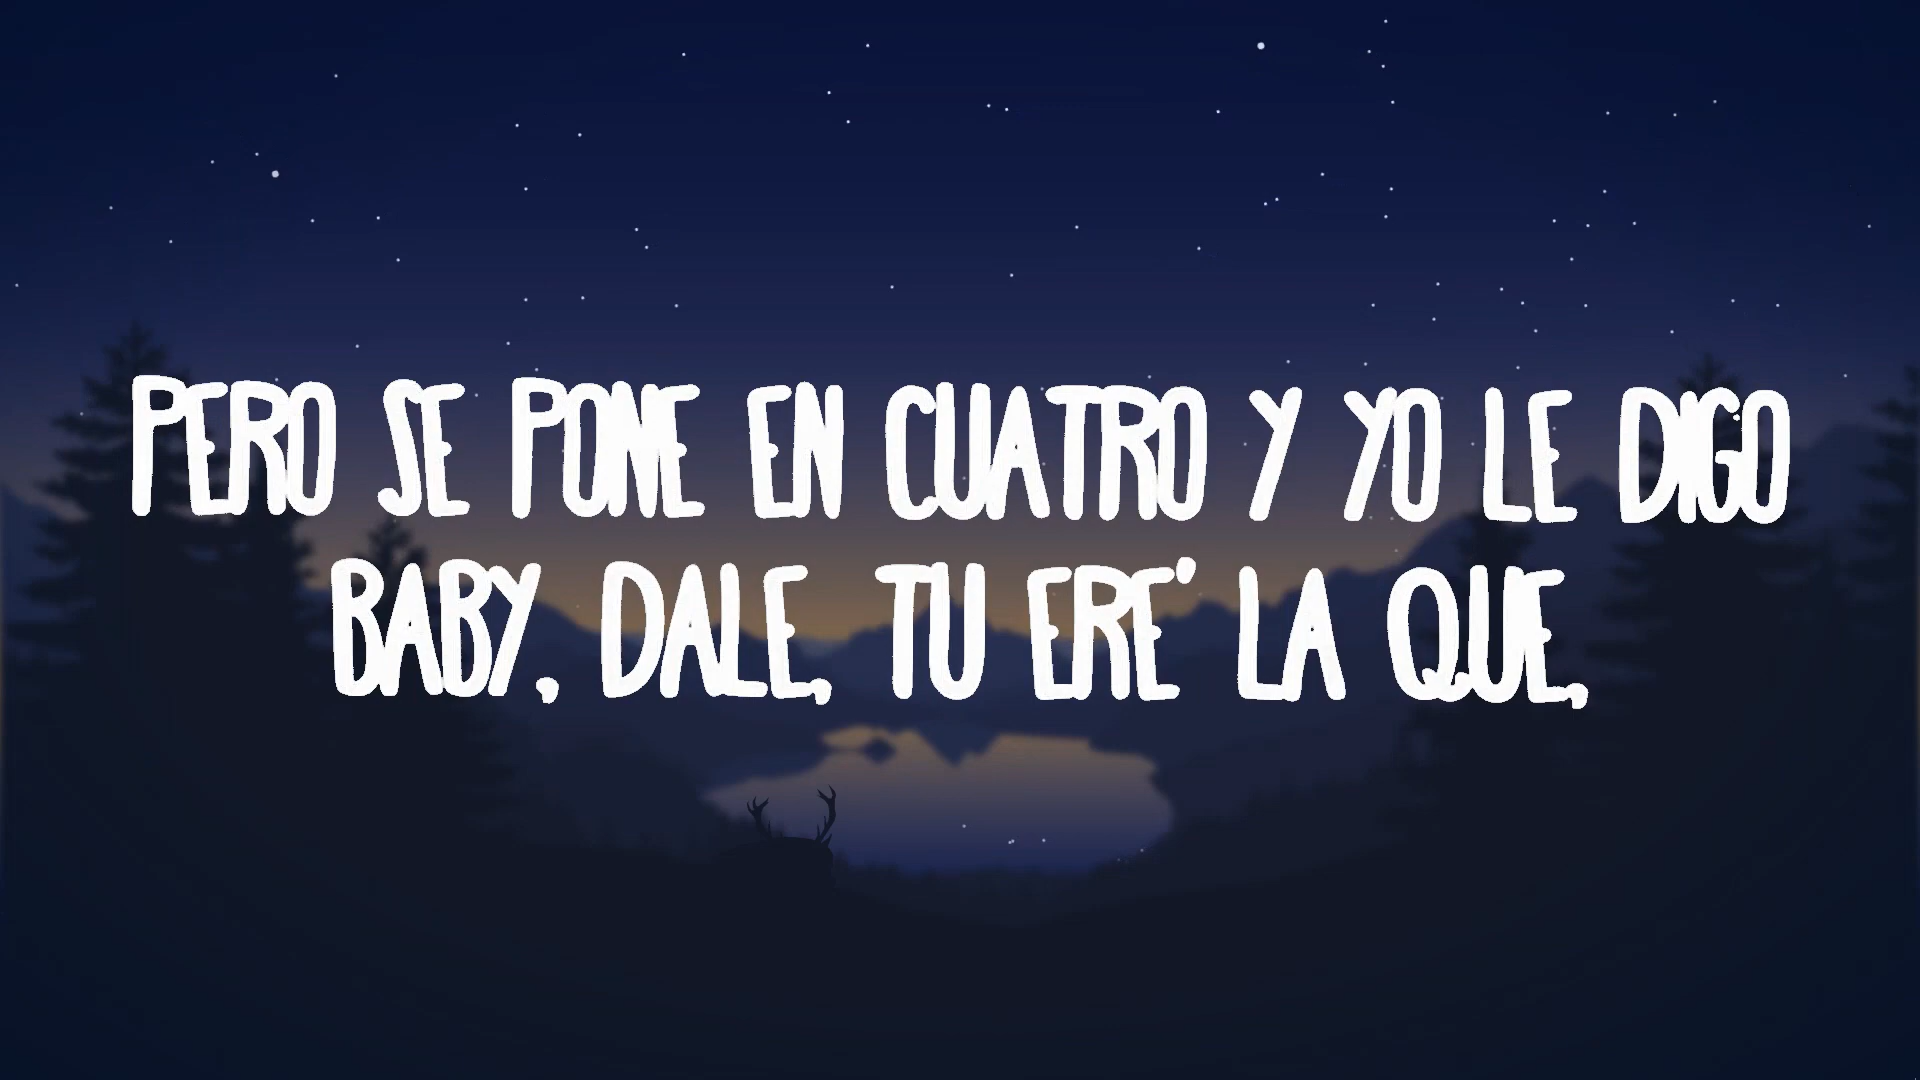 PERO SE PONE EN CUATRO Y YO LE DIGO
BABY, DALE, TU ERE' LA QUE,